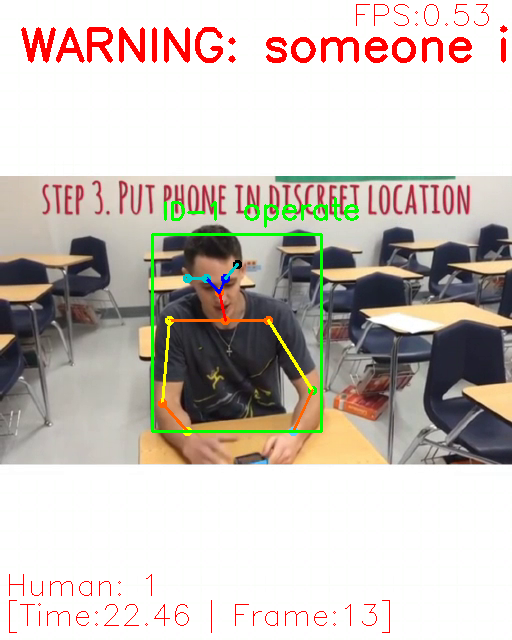 FPS:0.53
WARNING: someone i
STEP 3. PUT PHONE IN DISCREET LOCATION
ID-1 operate
Human: 1
[Time:22.46 | Frame:13]